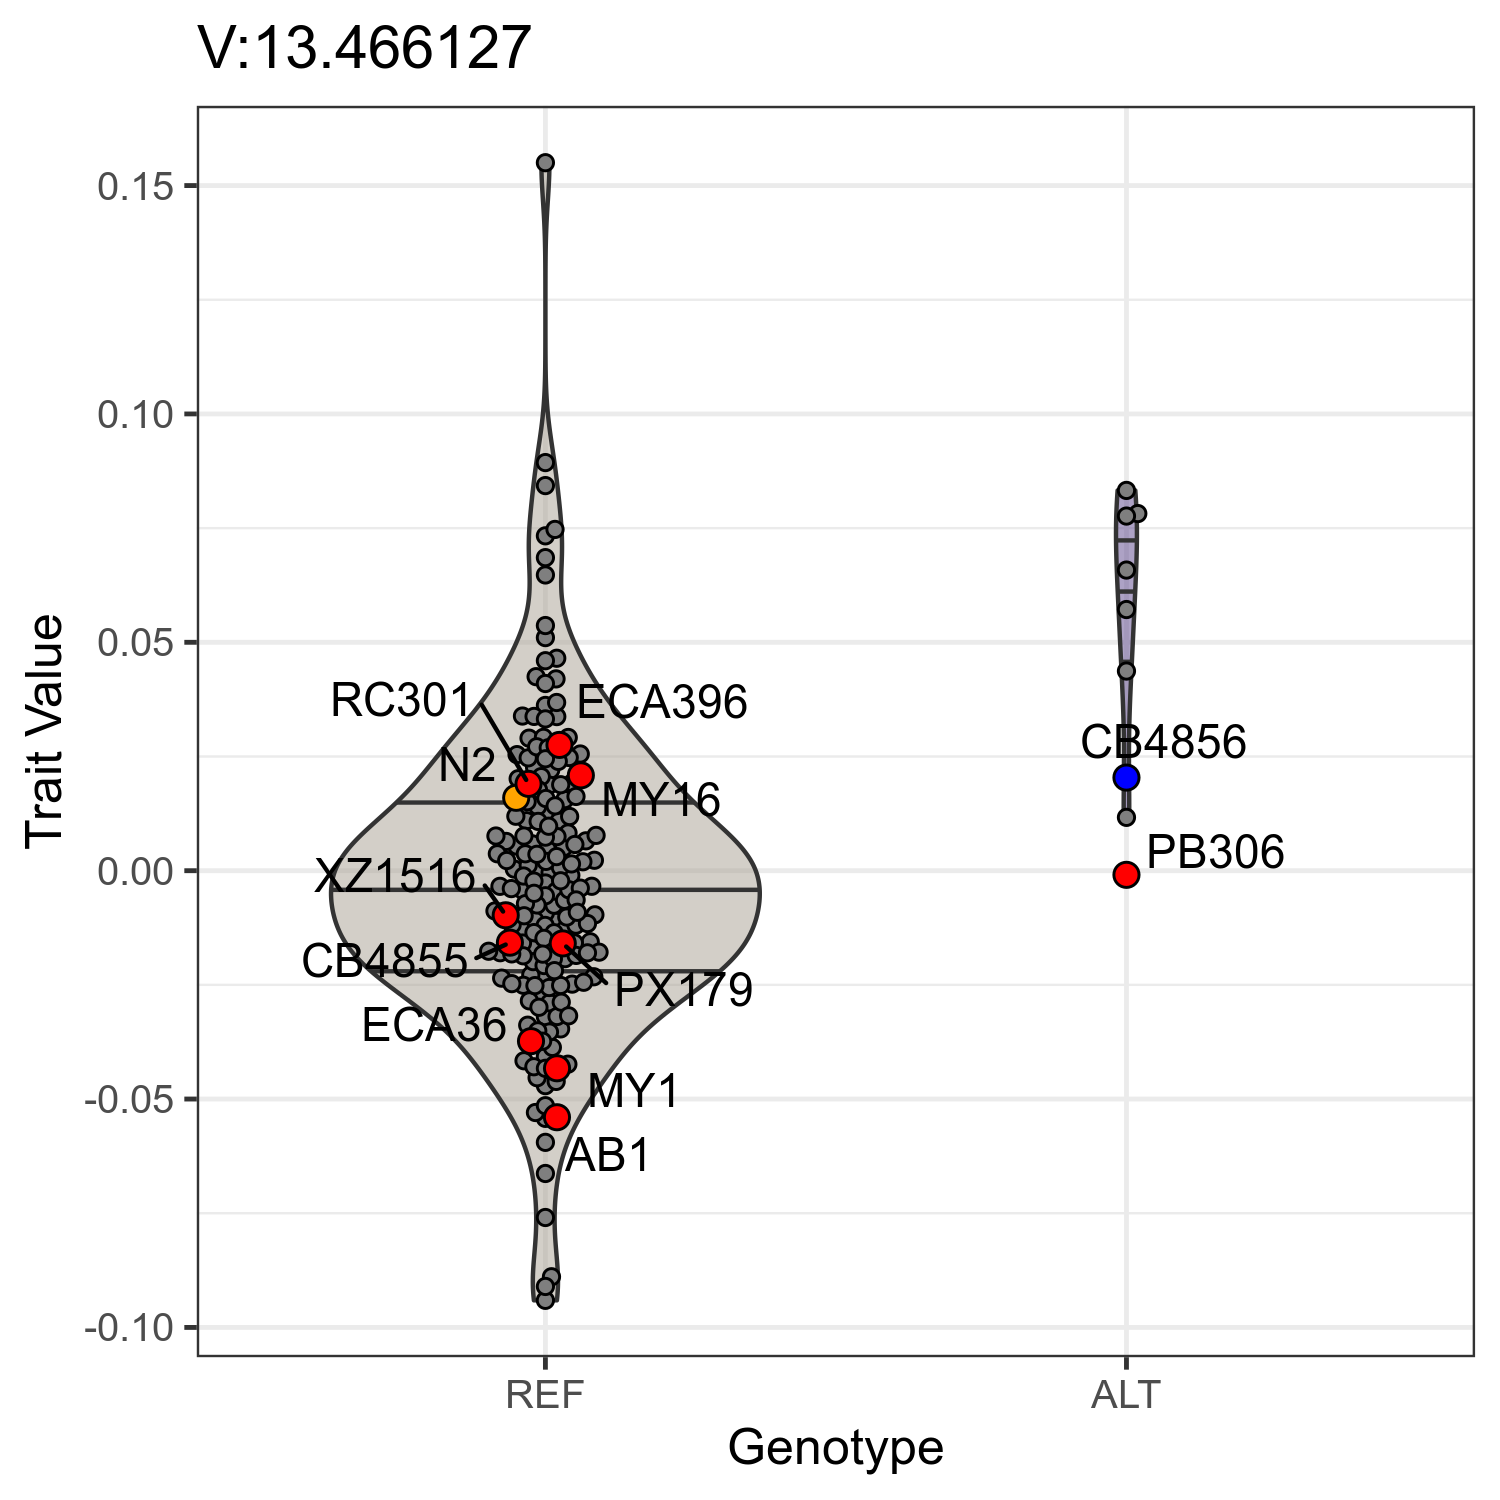 V:13.466127
Trait Value
0.15
0.10
0.05
0.00
-0.05
-0.10
RC301
ECA396
N2
MY16
XZ1516
CB4855
PX179
ECA36
MY1
AB1
CB4856
PB306
REF
ALT
Genotype